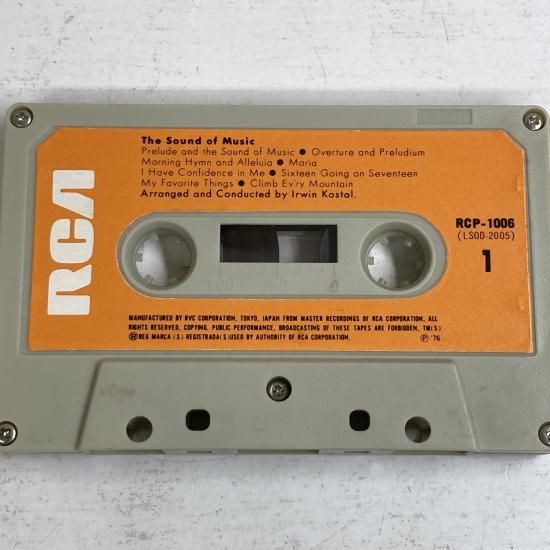 The Sound of Music
Prelude and the Sound of Music ● Overture and Preludium
Morning Hymn and Alleluia ● Maria
I Have Confidence in Me ● Sixteen Going on Seventeen
My Favorite Things ● Climb Ev'ry Mountain
Arranged and Conducted by Irwin Kostal.
RCA
RCP-1006
(LSOD-2005)
1
100 50 0
MANUFACTURED BY RVC CORPORATION, TOKYO, JAPAN FROM MASTER RECORDINGS OF RCA CORPORATION, ALL
RIGHTS RESERVED, COPYING, PUBLIC PERFORMANCE, BROADCASTING OF THESE TAPES ARE FORBIDDEN, TM(S)
®REG MARCA (S) REGISTRADA(S)USED BY AUTHORITY OF RCA CORPORATION.
℗ '76